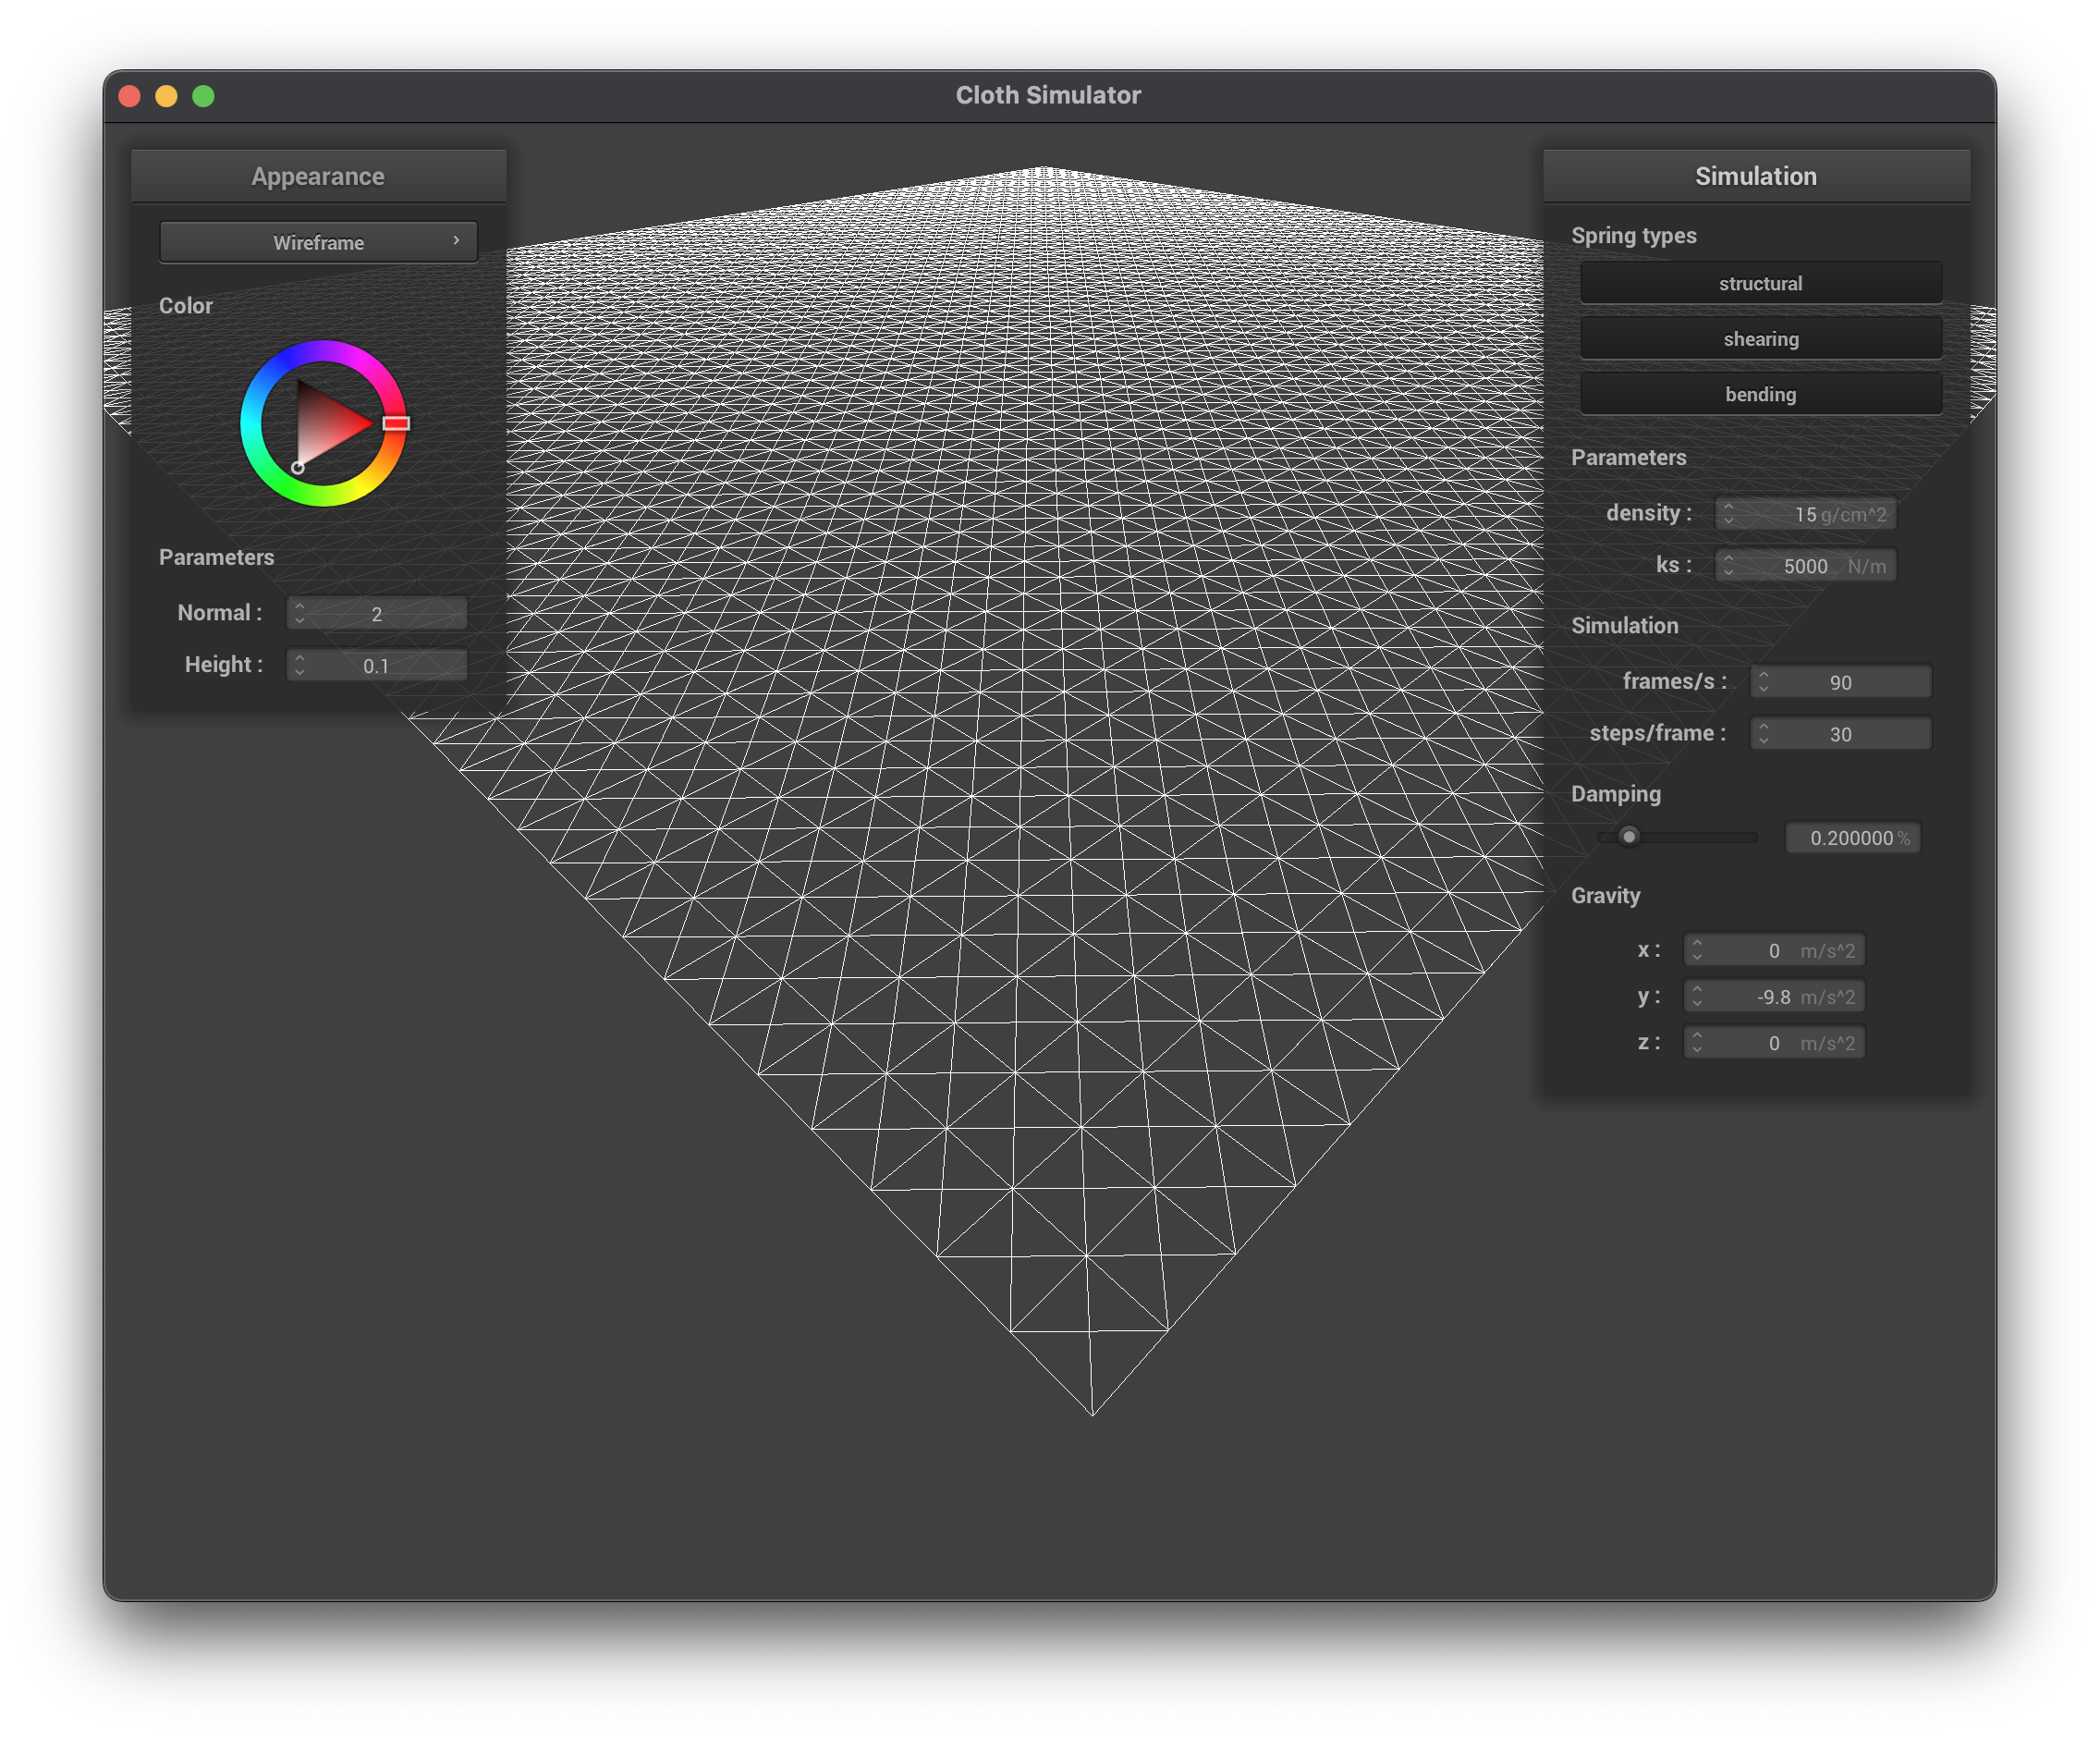 Cloth Simulator
Appearance
Wireframe
Color
Parameters
Normal : 2
Height : 0.1
Simulation
Spring types
structural
shearing
bending
Parameters
density : 15 g/cm^2
ks : 5000 N/m
Simulation
frames/s : 90
steps/frame : 30
Damping
0.200000 %
Gravity
x : 0 m/s^2
y : -9.8 m/s^2
z : 0 m/s^2